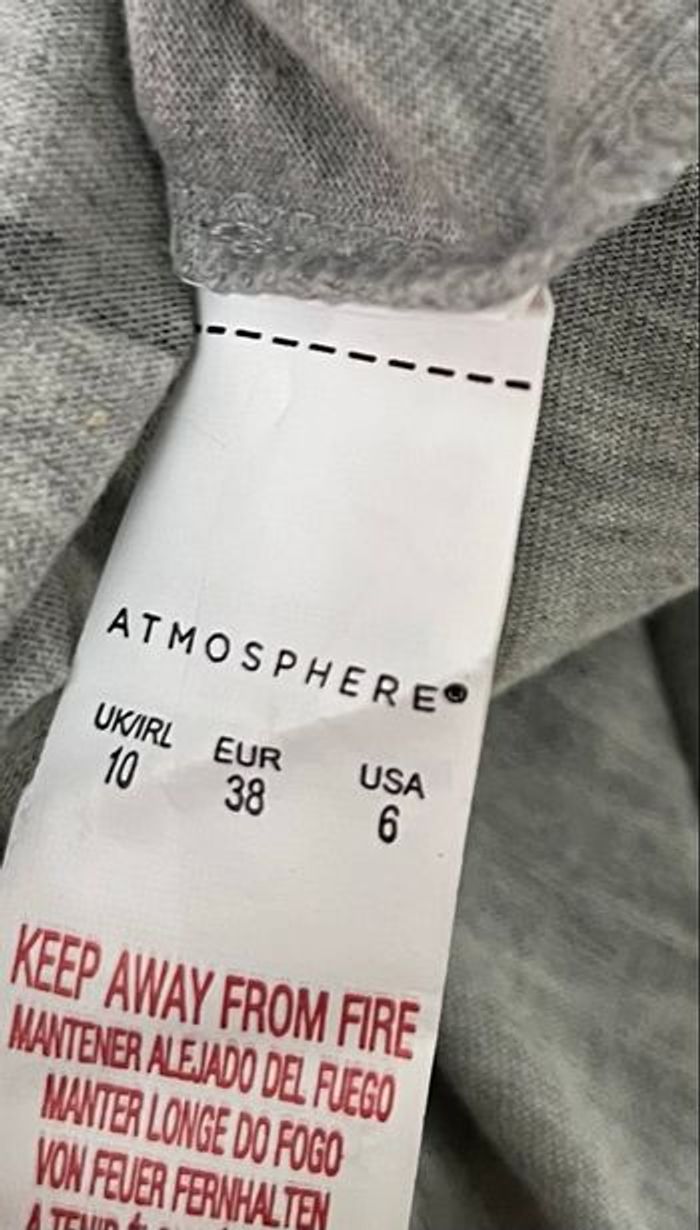 ATMOSPHERE®
UK/IRL EUR USA
10 38 6
KEEP AWAY FROM FIRE
MANTENER ALEJADO DEL FUEGO
MANTER LONGE DO FOGO
VON FEUER FERNHALTEN
A TENIR